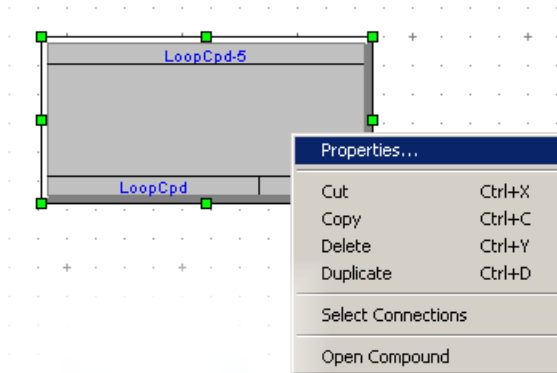 LoopCpd-5
LoopCpd
Properties...
Cut Ctrl+X
Copy Ctrl+C
Delete Ctrl+Y
Duplicate Ctrl+D
Select Connections
Open Compound